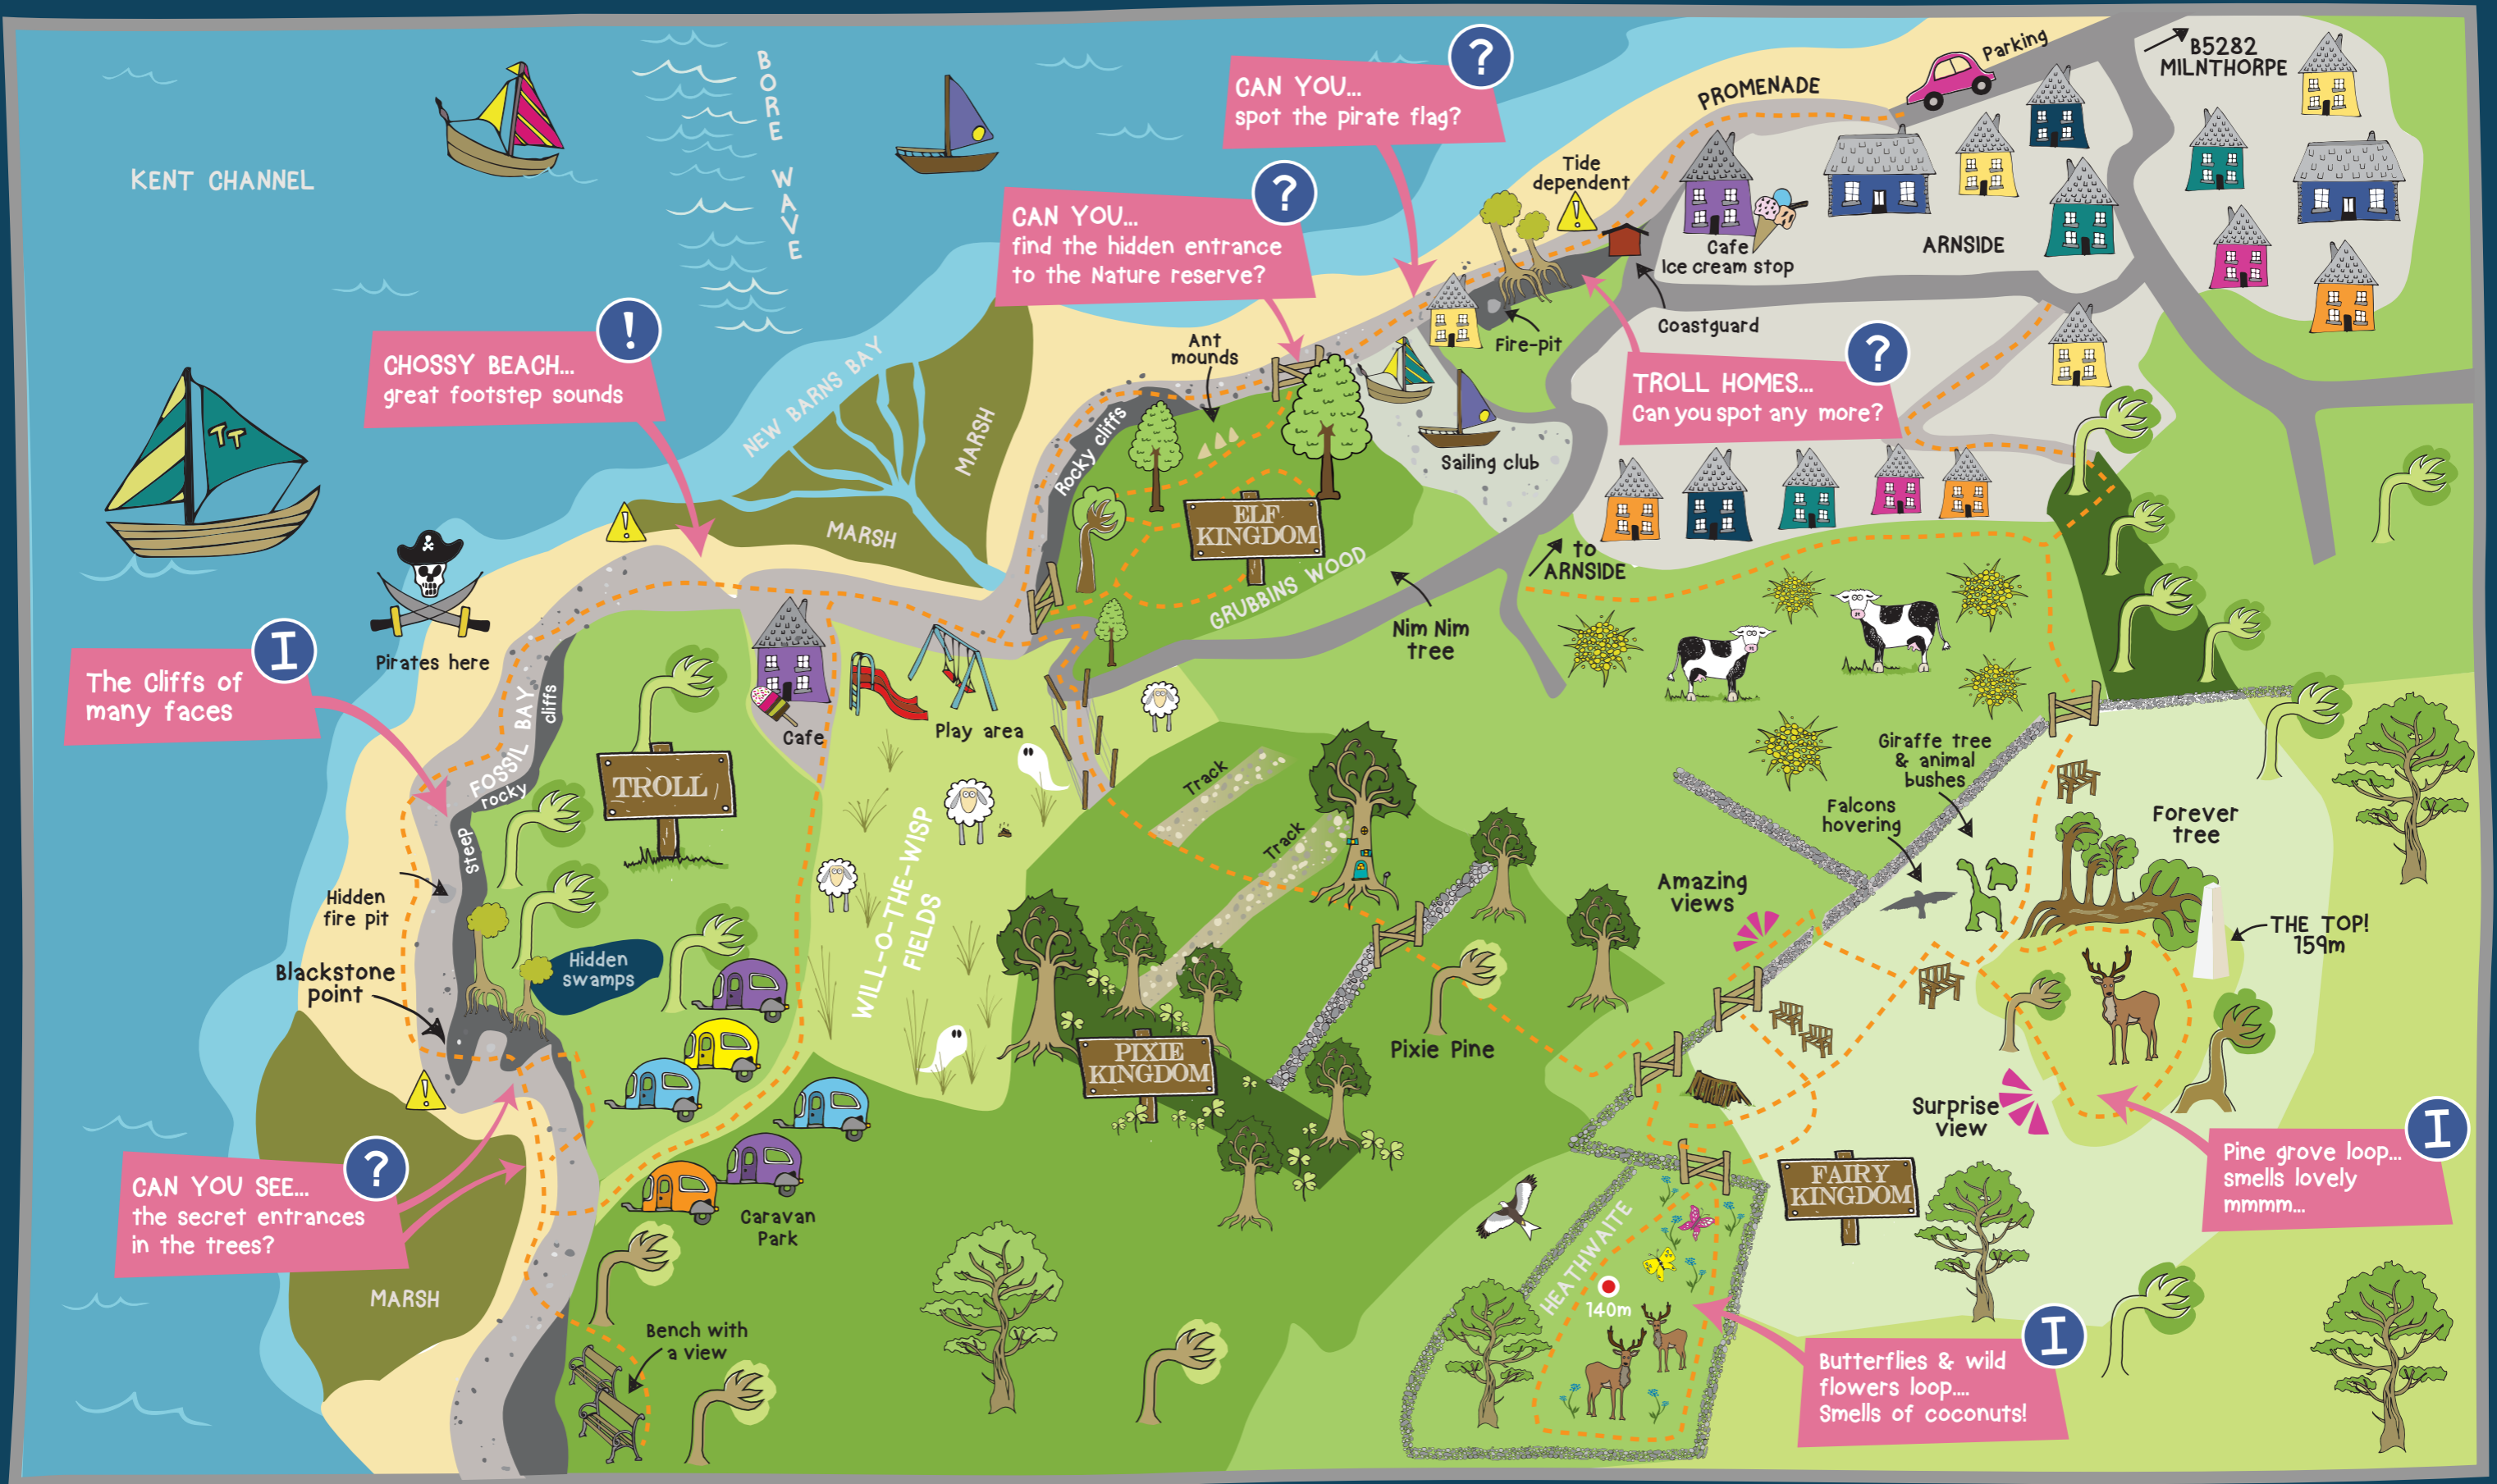 B5282
MILNTHORPE
Parking
PROMENADE
BORE WAVE
KENT CHANNEL
?
CAN YOU...
spot the pirate flag?
Tide
dependent
?
CAN YOU...
find the hidden entrance
to the Nature reserve?
Cafe
Ice cream stop
ARNSIDE
Coastguard
Fire-pit
!
CHOSSY BEACH...
great footstep sounds
NEW BARNS BAY
MARSH
MARSH
Ant
mounds
Rocky cliffs
?
TROLL HOMES...
Can you spot any more?
Sailing club
TT
ELF
KINGDOM
GRUBBINS WOOD
Nim Nim
tree
TO
ARNSIDE
Pirates here
I
The Cliffs of
many faces
FOSSIL BAY
cliffs
rocky
steep
TROLL
Cafe
Play area
Track
Track
Giraffe tree
& animal
bushes
Falcons
hovering
Forever
tree
Amazing
views
THE TOP!
159m
Hidden
fire pit
Blackstone
point
Hidden
swamps
WILL-O-THE-WISP
FIELDS
PIXIE
KINGDOM
Pixie Pine
Surprise
view
I
Pine grove loop...
smells lovely
mmmm...
?
CAN YOU SEE...
the secret entrances
in the trees?
MARSH
Caravan
Park
FAIRY
KINGDOM
HEATHWAITE
140m
Bench with
a view
I
Butterflies & wild
flowers loop....
Smells of coconuts!